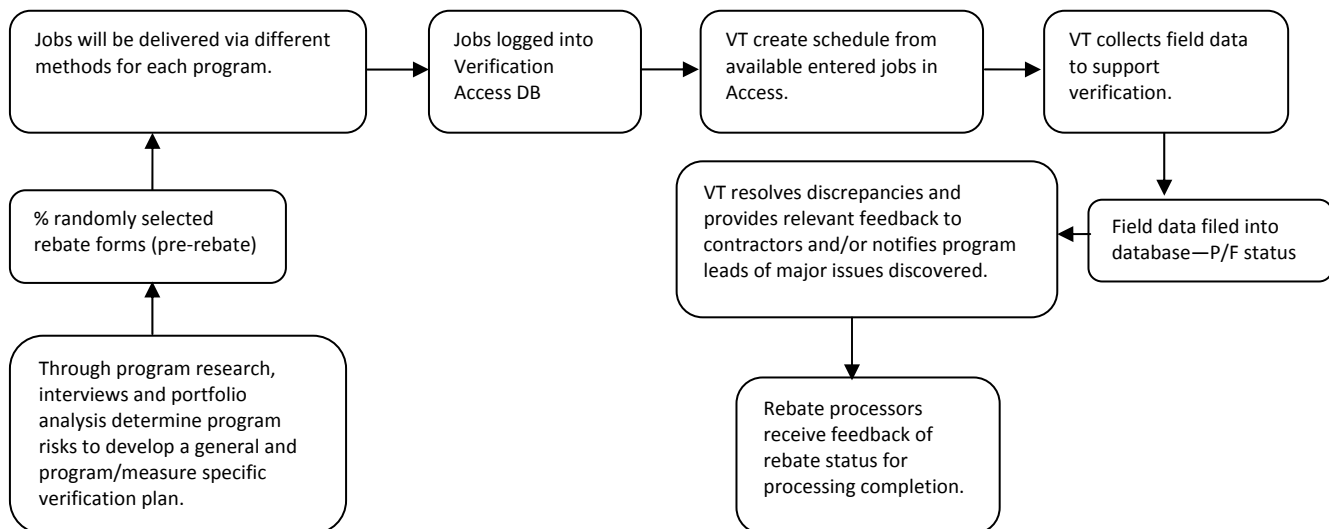 Jobs will be delivered via different
methods for each program.
Jobs logged into
Verification
Access DB
VT create schedule from
available entered jobs in
Access.
VT collects field data
to support
verification.
% randomly selected
rebate forms (pre-rebate)
VT resolves discrepancies and
provides relevant feedback to
contractors and/or notifies program
leads of major issues discovered.
Field data filed into
database—P/F status
Through program research,
interviews and portfolio
analysis determine program
risks to develop a general and
program/measure specific
verification plan.
Rebate processors
receive feedback of
rebate status for
processing completion.